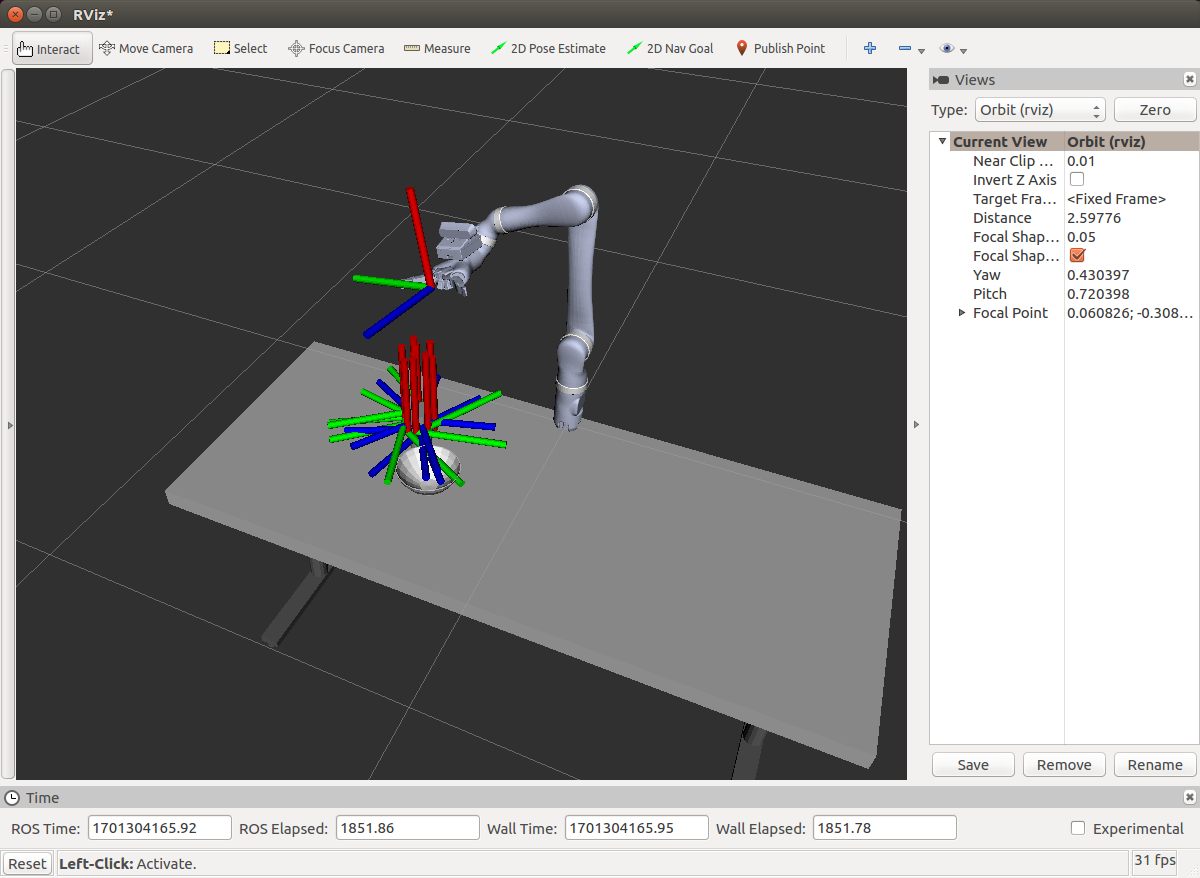 RViz*
Interact Move Camera Select Focus Camera Measure 2D Pose Estimate 2D Nav Goal Publish Point
Views
Type: Orbit (rviz) Zero
Current View Orbit (rviz)
Near Clip ... 0.01
Invert Z Axis
Target Fra... <Fixed Frame>
Distance 2.59776
Focal Shap... 0.05
Focal Shap...
Yaw 0.430397
Pitch 0.720398
Focal Point 0.060826; -0.308...
Save Remove Rename
Time
ROS Time: 1701304165.92 ROS Elapsed: 1851.86 Wall Time: 1701304165.95 Wall Elapsed: 1851.78 Experimental
Reset Left-Click: Activate. 31 fps